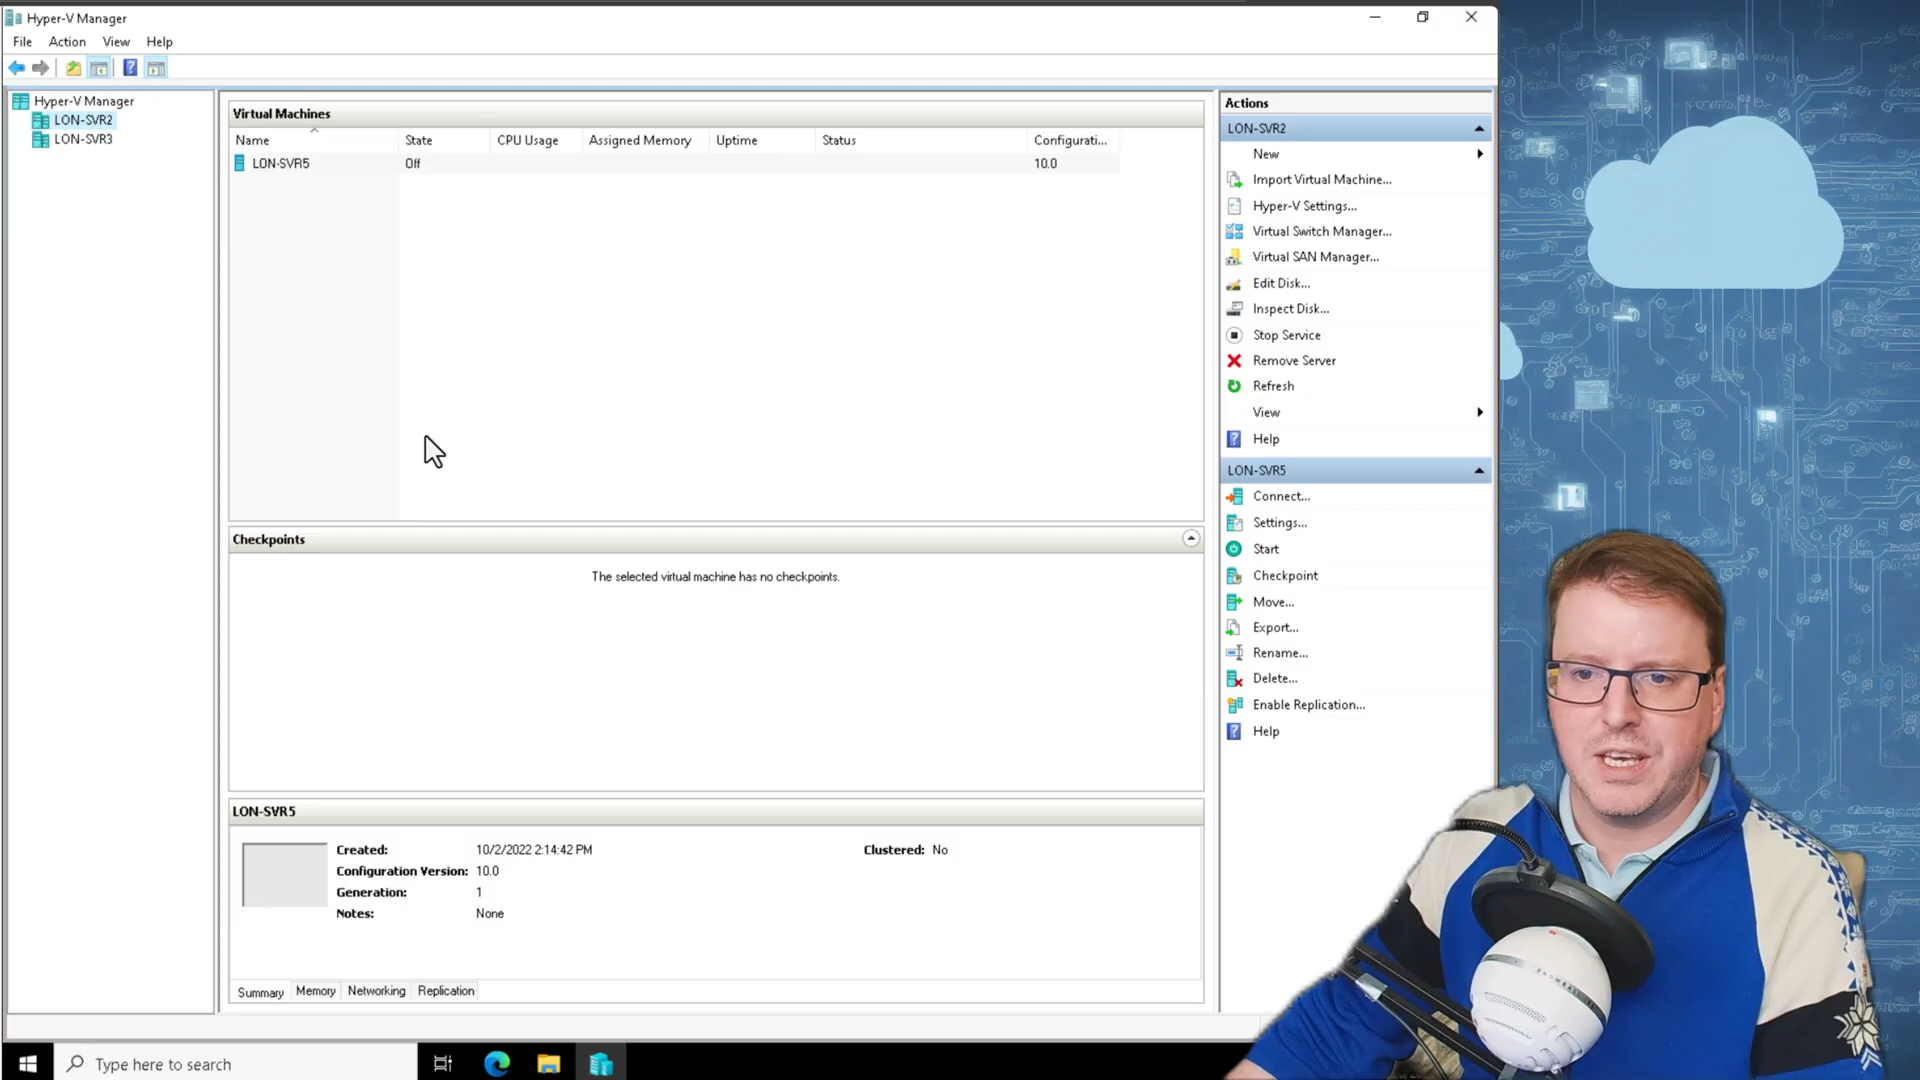 Hyper-V Manager
File Action View Help
Hyper-V Manager
LON-SVR2
LON-SVR3
Virtual Machines
Name State CPU Usage Assigned Memory Uptime Status Configurati...
LON-SVR5 Off 10.0
Checkpoints
The selected virtual machine has no checkpoints.
LON-SVR5
Created: 10/2/2022 2:14:42 PM Clustered: No
Configuration Version: 10.0
Generation: 1
Notes: None
Summary Memory Networking Replication
Actions
LON-SVR2
New
Import Virtual Machine...
Hyper-V Settings...
Virtual Switch Manager...
Virtual SAN Manager...
Edit Disk...
Inspect Disk...
Stop Service
Remove Server
Refresh
View
Help
LON-SVR5
Connect...
Settings...
Start
Checkpoint
Move...
Export...
Rename...
Delete...
Enable Replication...
Help
Type here to search